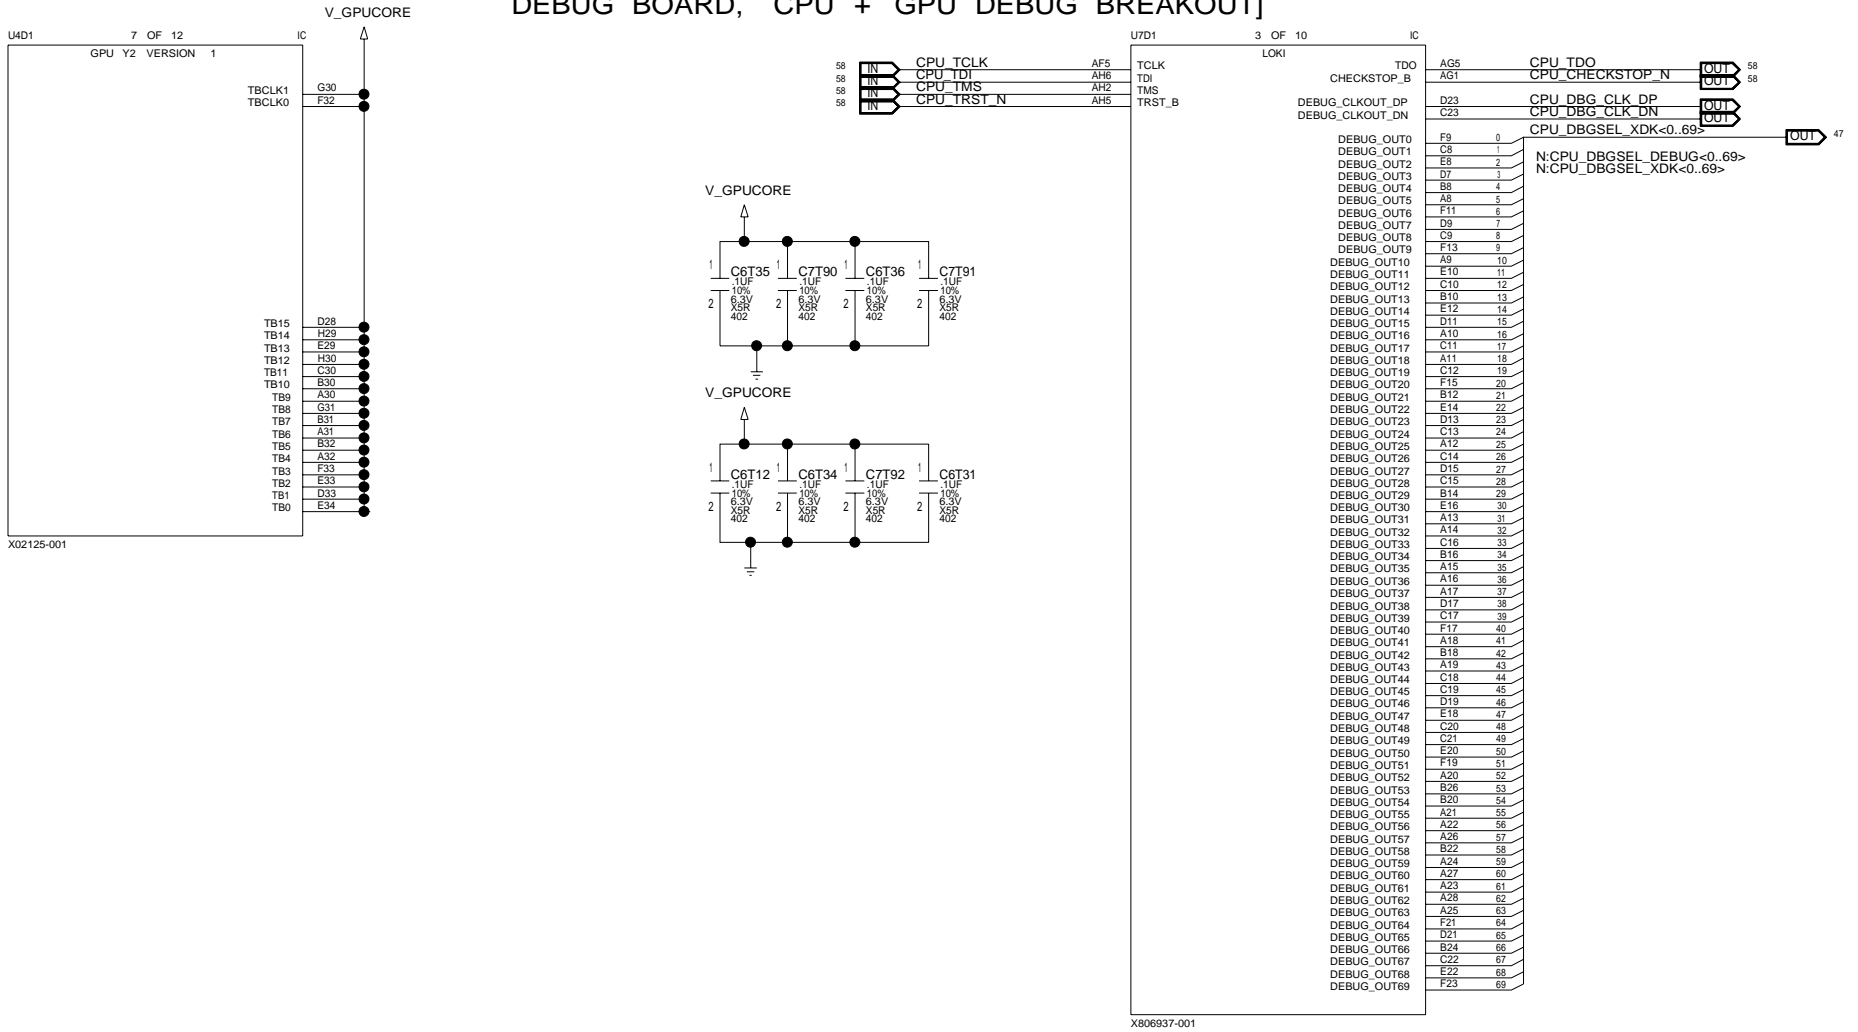 DEBUG BOARD, CPU + GPU DEBUG BREAKOUT]
V_GPUCORE
U4D1 7 OF 12 IC
GPU Y2 VERSION 1
TBCLK1 G30
TBCLK0 F32
TB15 D28
TB14 H29
TB13 E29
TB12 H30
TB11 C30
TB10 B30
TB9 A30
TB8 G31
TB7 B31
TB6 A31
TB5 B32
TB4 A32
TB3 F33
TB2 E33
TB1 D33
TB0 E34
X02125-001
V_GPUCORE
1 C6T35 .1UF 10% 6.3V X5R 402 2
1 C7T90 .1UF 10% 6.3V X5R 402 2
1 C6T36 .1UF 10% 6.3V X5R 402 2
1 C7T91 .1UF 10% 6.3V X5R 402 2
V_GPUCORE
1 C6T12 .1UF 10% 6.3V X5R 402 2
1 C6T34 .1UF 10% 6.3V X5R 402 2
1 C7T92 .1UF 10% 6.3V X5R 402 2
1 C6T31 .1UF 10% 6.3V X5R 402 2
U7D1 3 OF 10 IC
LOKI
58 IN CPU_TCLK AF5 TCLK
58 IN CPU_TDI AH6 TDI
58 IN CPU_TMS AH2 TMS
58 IN CPU_TRST_N AH5 TRST_B
TDO AG5 CPU_TDO OUT 58
CHECKSTOP_B AG1 CPU_CHECKSTOP_N OUT 58
DEBUG_CLKOUT_DP D23 CPU_DBG_CLK_DP OUT
DEBUG_CLKOUT_DN C23 CPU_DBG_CLK_DN OUT
CPU_DBGSEL_XDK<0..69> OUT 47
N:CPU_DBGSEL_DEBUG<0..69>
N:CPU_DBGSEL_XDK<0..69>
DEBUG_OUT0 F9 0
DEBUG_OUT1 C8 1
DEBUG_OUT2 E8 2
DEBUG_OUT3 D7 3
DEBUG_OUT4 B8 4
DEBUG_OUT5 A8 5
DEBUG_OUT6 F11 6
DEBUG_OUT7 D9 7
DEBUG_OUT8 C9 8
DEBUG_OUT9 F13 9
DEBUG_OUT10 A9 10
DEBUG_OUT11 E10 11
DEBUG_OUT12 C10 12
DEBUG_OUT13 B10 13
DEBUG_OUT14 E12 14
DEBUG_OUT15 D11 15
DEBUG_OUT16 A10 16
DEBUG_OUT17 C11 17
DEBUG_OUT18 A11 18
DEBUG_OUT19 C12 19
DEBUG_OUT20 F15 20
DEBUG_OUT21 B12 21
DEBUG_OUT22 E14 22
DEBUG_OUT23 D13 23
DEBUG_OUT24 C13 24
DEBUG_OUT25 A12 25
DEBUG_OUT26 C14 26
DEBUG_OUT27 D15 27
DEBUG_OUT28 C15 28
DEBUG_OUT29 B14 29
DEBUG_OUT30 E16 30
DEBUG_OUT31 A13 31
DEBUG_OUT32 A14 32
DEBUG_OUT33 C16 33
DEBUG_OUT34 B16 34
DEBUG_OUT35 A15 35
DEBUG_OUT36 A16 36
DEBUG_OUT37 A17 37
DEBUG_OUT38 D17 38
DEBUG_OUT39 C17 39
DEBUG_OUT40 F17 40
DEBUG_OUT41 A18 41
DEBUG_OUT42 B18 42
DEBUG_OUT43 A19 43
DEBUG_OUT44 C18 44
DEBUG_OUT45 C19 45
DEBUG_OUT46 D19 46
DEBUG_OUT47 E18 47
DEBUG_OUT48 C20 48
DEBUG_OUT49 C21 49
DEBUG_OUT50 E20 50
DEBUG_OUT51 F19 51
DEBUG_OUT52 A20 52
DEBUG_OUT53 B26 53
DEBUG_OUT54 B20 54
DEBUG_OUT55 A21 55
DEBUG_OUT56 A22 56
DEBUG_OUT57 A26 57
DEBUG_OUT58 B22 58
DEBUG_OUT59 A24 59
DEBUG_OUT60 A27 60
DEBUG_OUT61 A23 61
DEBUG_OUT62 A28 62
DEBUG_OUT63 A25 63
DEBUG_OUT64 F21 64
DEBUG_OUT65 D21 65
DEBUG_OUT66 B24 66
DEBUG_OUT67 C22 67
DEBUG_OUT68 E22 68
DEBUG_OUT69 F23 69
X806937-001